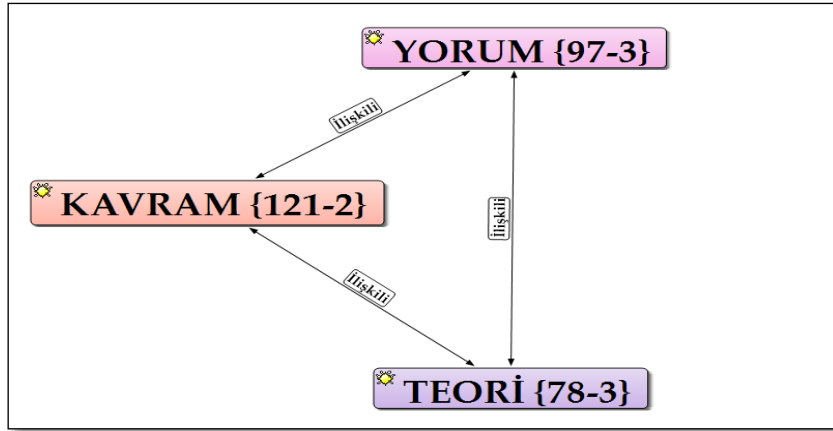 YORUM {97-3}
İlişkili
KAVRAM {121-2}
İlişkili
İlişkili
TEORİ {78-3}